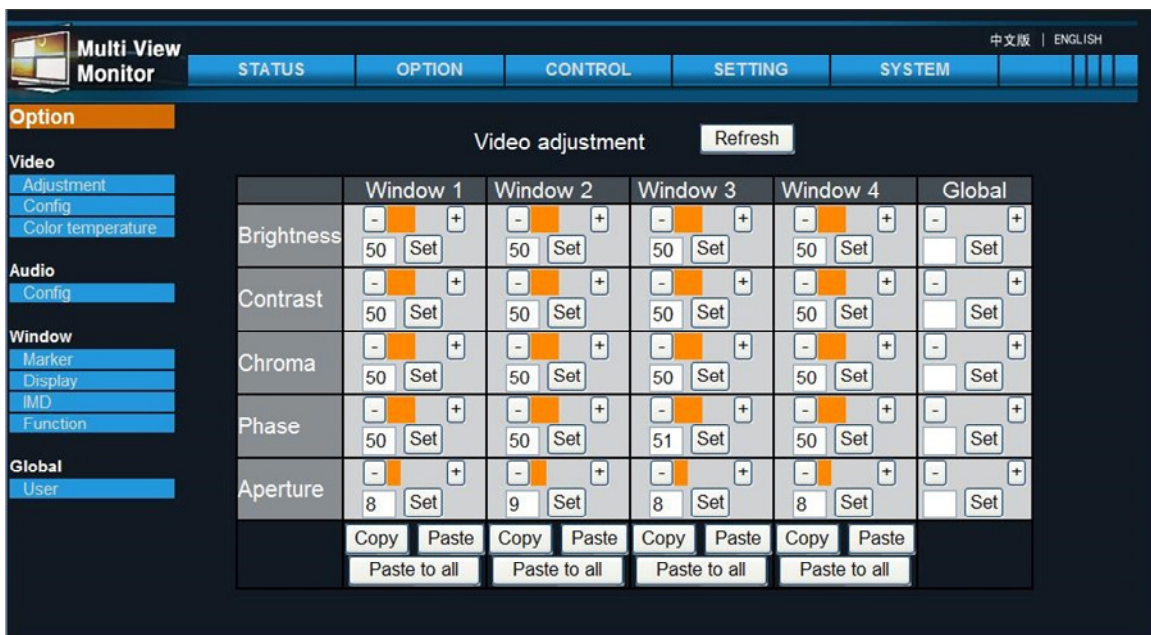 Multi View
Monitor
中文版 | ENGLISH
STATUS OPTION CONTROL SETTING SYSTEM
Option
Video
Adjustment
Config
Color temperature
Audio
Config
Window
Marker
Display
IMD
Function
Global
User
Video adjustment Refresh
Window 1 Window 2 Window 3 Window 4 Global
Brightness
- + - + - + - + - +
50 Set 50 Set 50 Set 50 Set Set
Contrast
- + - + - + - + - +
50 Set 50 Set 50 Set 50 Set Set
Chroma
- + - + - + - + - +
50 Set 50 Set 50 Set 50 Set Set
Phase
- + - + - + - + - +
50 Set 50 Set 51 Set 50 Set Set
Aperture
- + - + - + - + - +
8 Set 9 Set 8 Set 8 Set Set
Copy Paste Copy Paste Copy Paste Copy Paste
Paste to all Paste to all Paste to all Paste to all